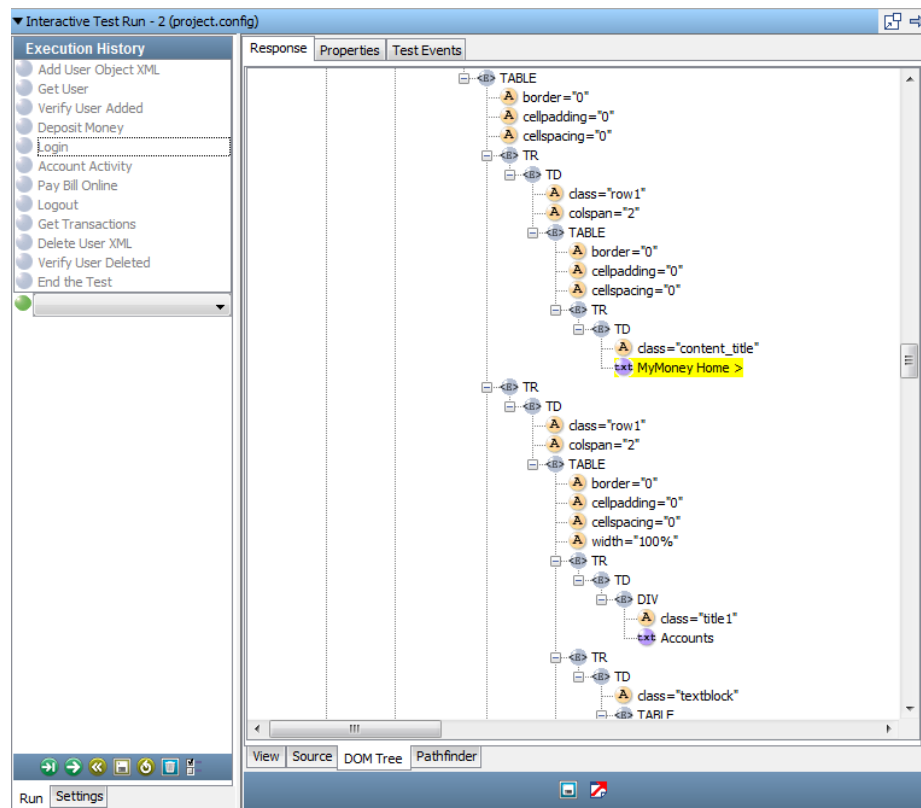 Interactive Test Run - 2 (project.config)
Execution History
Add User Object XML
Get User
Verify User Added
Deposit Money
Login
Account Activity
Pay Bill Online
Logout
Get Transactions
Delete User XML
Verify User Deleted
End the Test
Run Settings
Response Properties Test Events
<E> TABLE
A border="0"
A cellpadding="0"
A cellspacing="0"
<E> TR
<E> TD
A class="row1"
A colspan="2"
<E> TABLE
A border="0"
A cellpadding="0"
A cellspacing="0"
<E> TR
<E> TD
A class="content_title"
txt MyMoney Home >
<E> TR
<E> TD
A class="row1"
A colspan="2"
<E> TABLE
A border="0"
A cellpadding="0"
A cellspacing="0"
A width="100%"
<E> TR
<E> TD
<E> DIV
A class="title1"
txt Accounts
<E> TR
<E> TD
A class="textblock"
<E> TABLE
View Source DOM Tree Pathfinder